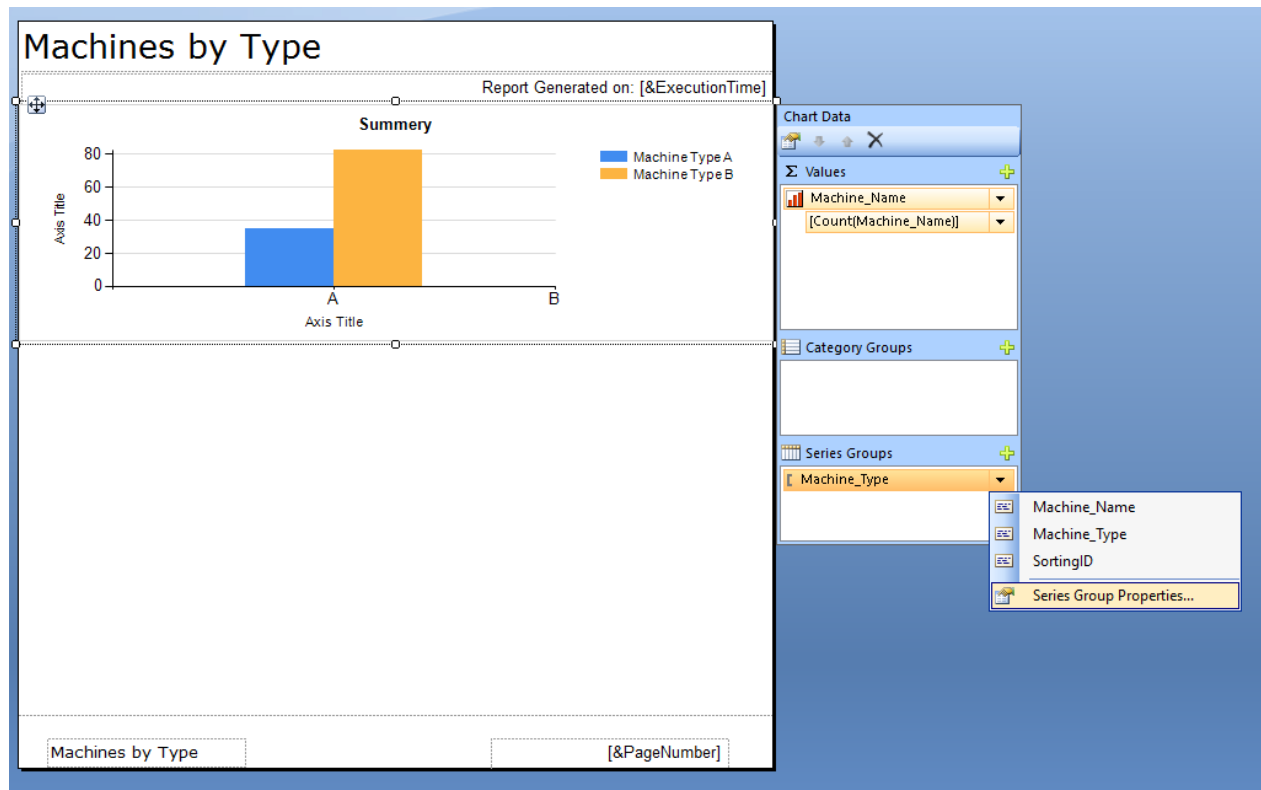 Machines by Type
Report Generated on: [&ExecutionTime]
Summery
80
60
40
20
0
Axis Title
A
B
Axis Title
Machine Type A
Machine Type B
Chart Data
Σ Values
Machine_Name
[Count(Machine_Name)]
Category Groups
Series Groups
[ Machine_Type
Machine_Name
Machine_Type
SortingID
Series Group Properties...
Machines by Type
[&PageNumber]